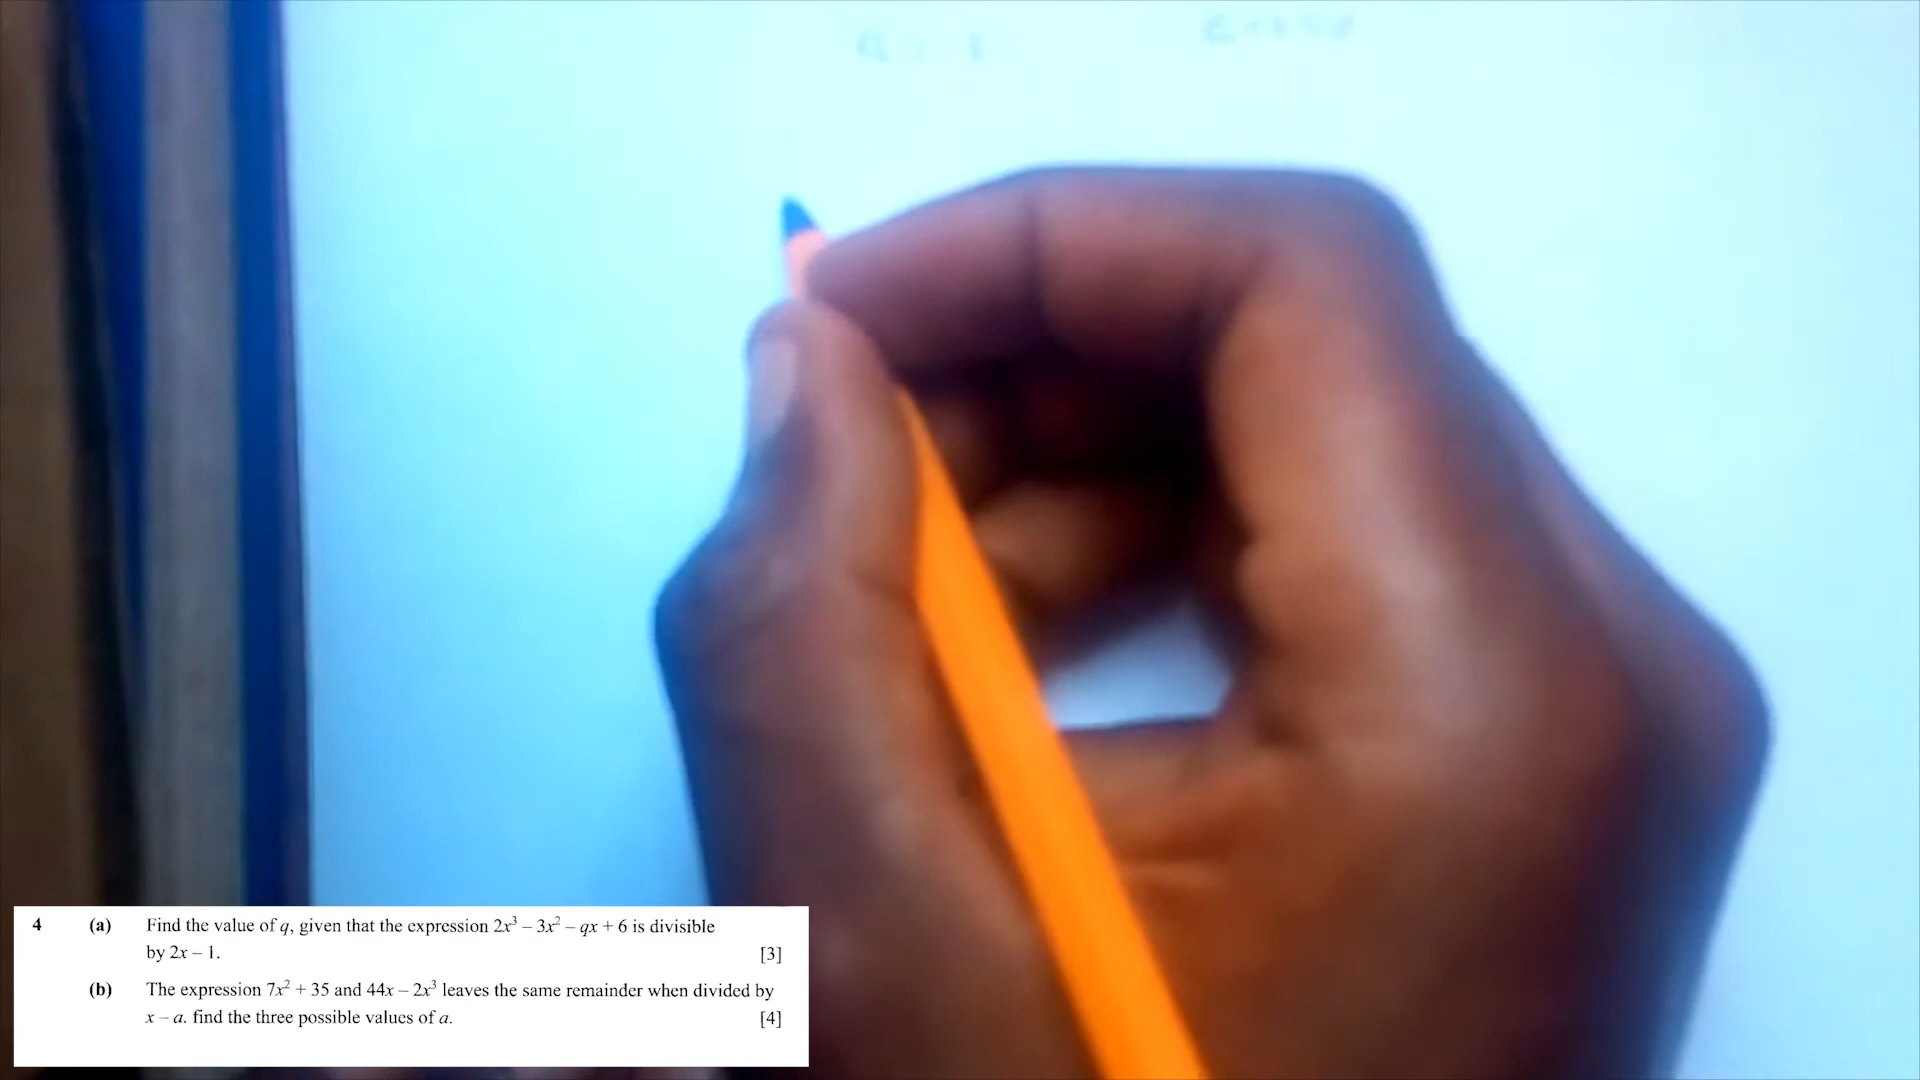 4 (a) Find the value of q, given that the expression 2x³ – 3x² – qx + 6 is divisible
by 2x – 1. [3]
(b) The expression 7x² + 35 and 44x – 2x³ leaves the same remainder when divided by
x – a. find the three possible values of a. [4]